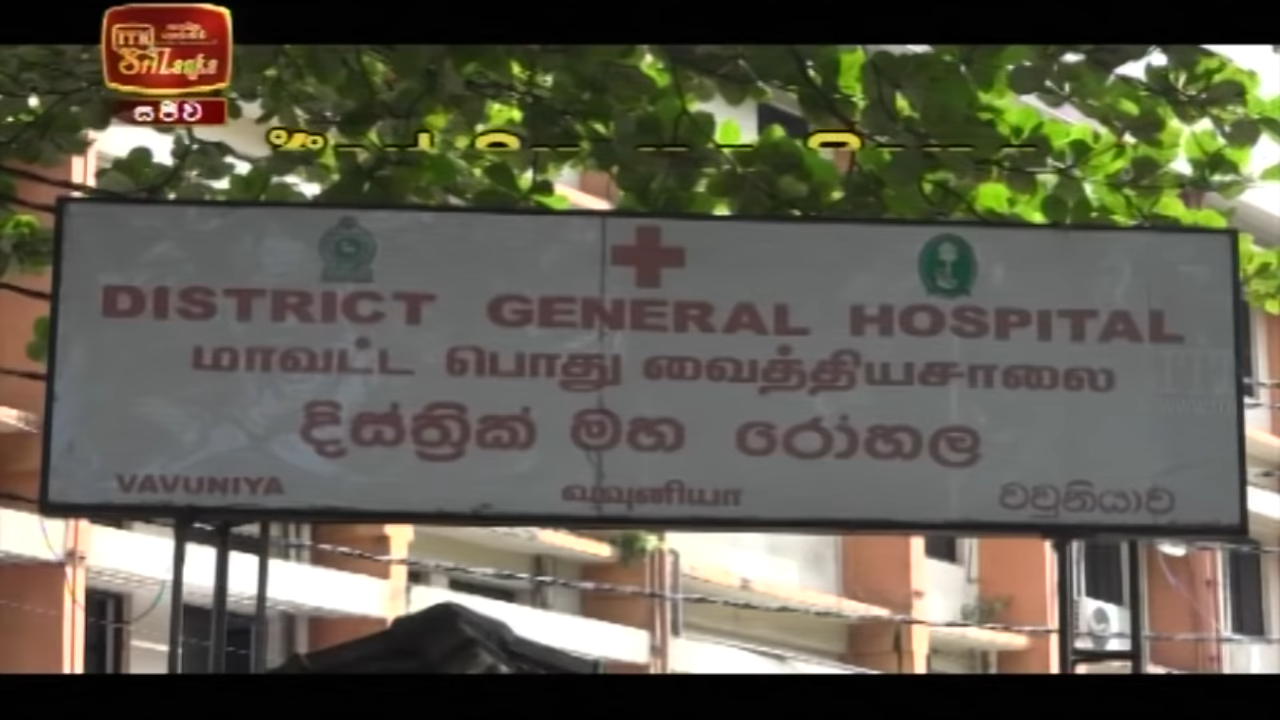 ITN
Sri Lanka
සජීව
DISTRICT GENERAL HOSPITAL
மாவட்ட பொது வைத்தியசாலை
දිස්ත්‍රික් මහ රෝහල
VAVUNIYA வவுனியா වවුනියාව